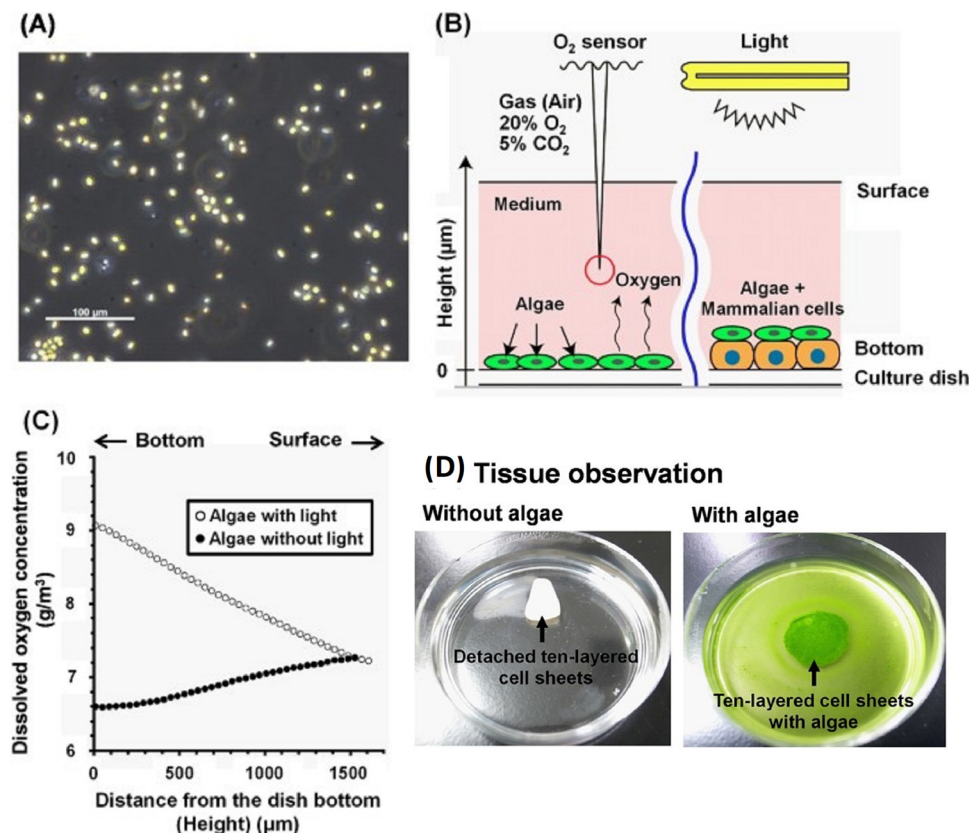 (A)
100 μm
(B)
O₂ sensor
Light
Gas (Air)
20% O₂
5% CO₂
Surface
Medium
Height (μm)
Oxygen
Algae
Algae +
Mammalian cells
Bottom
0
Culture dish
(C)
Bottom
Surface
Dissolved oxygen concentration
(g/m³)
10
9
8
7
6
Algae with light
Algae without light
0
500
1000
1500
Distance from the dish bottom
(Height) (μm)
(D) Tissue observation
Without algae
With algae
Detached ten-layered
cell sheets
Ten-layered cell sheets
with algae